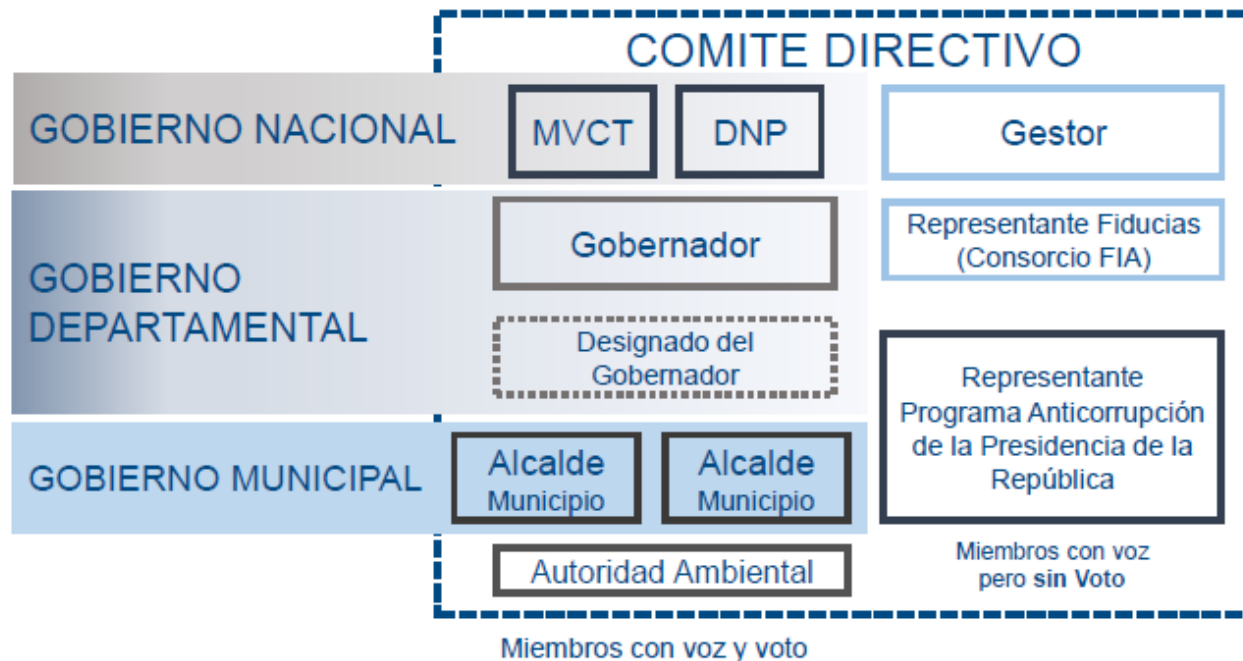 COMITE DIRECTIVO
GOBIERNO NACIONAL
MVCT
DNP
Gestor
GOBIERNO
DEPARTAMENTAL
Gobernador
Designado del
Gobernador
Representante Fiducias
(Consorcio FIA)
Representante
Programa Anticorrupción
de la Presidencia de la
República
GOBIERNO MUNICIPAL
Alcalde
Municipio
Alcalde
Municipio
Autoridad Ambiental
Miembros con voz
pero sin Voto
Miembros con voz y voto